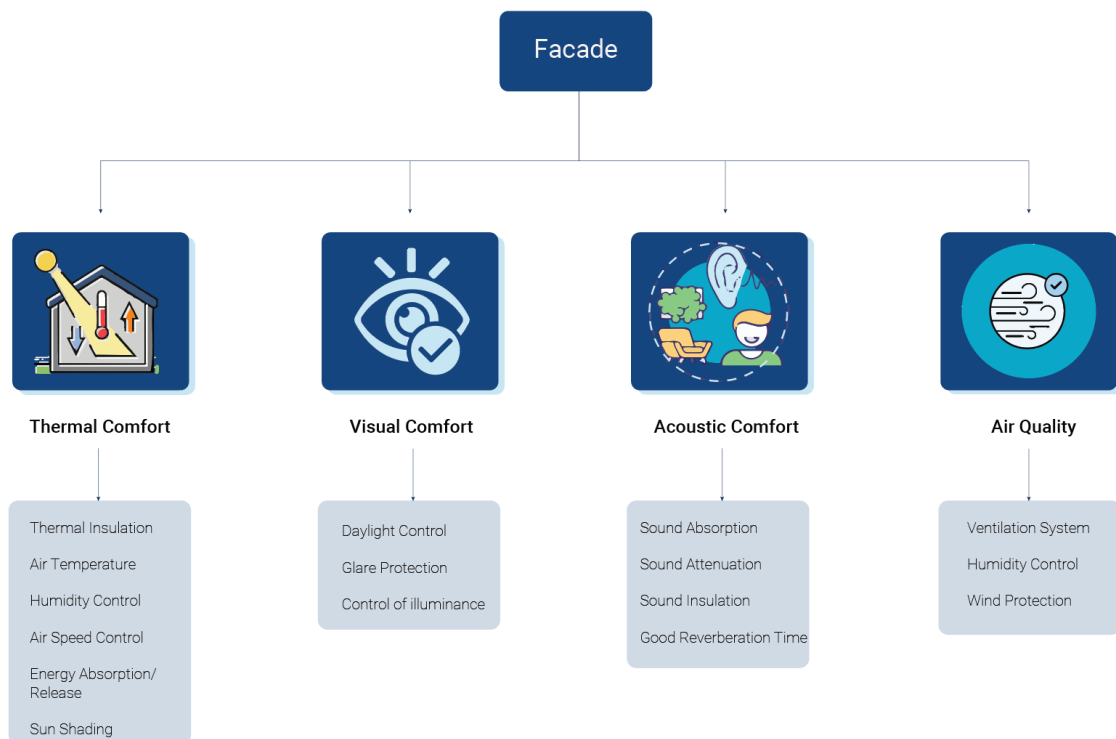 Facade
Thermal Comfort
Thermal Insulation
Air Temperature
Humidity Control
Air Speed Control
Energy Absorption/
Release
Sun Shading
Visual Comfort
Daylight Control
Glare Protection
Control of illuminance
Acoustic Comfort
Sound Absorption
Sound Attenuation
Sound Insulation
Good Reverberation Time
Air Quality
Ventilation System
Humidity Control
Wind Protection